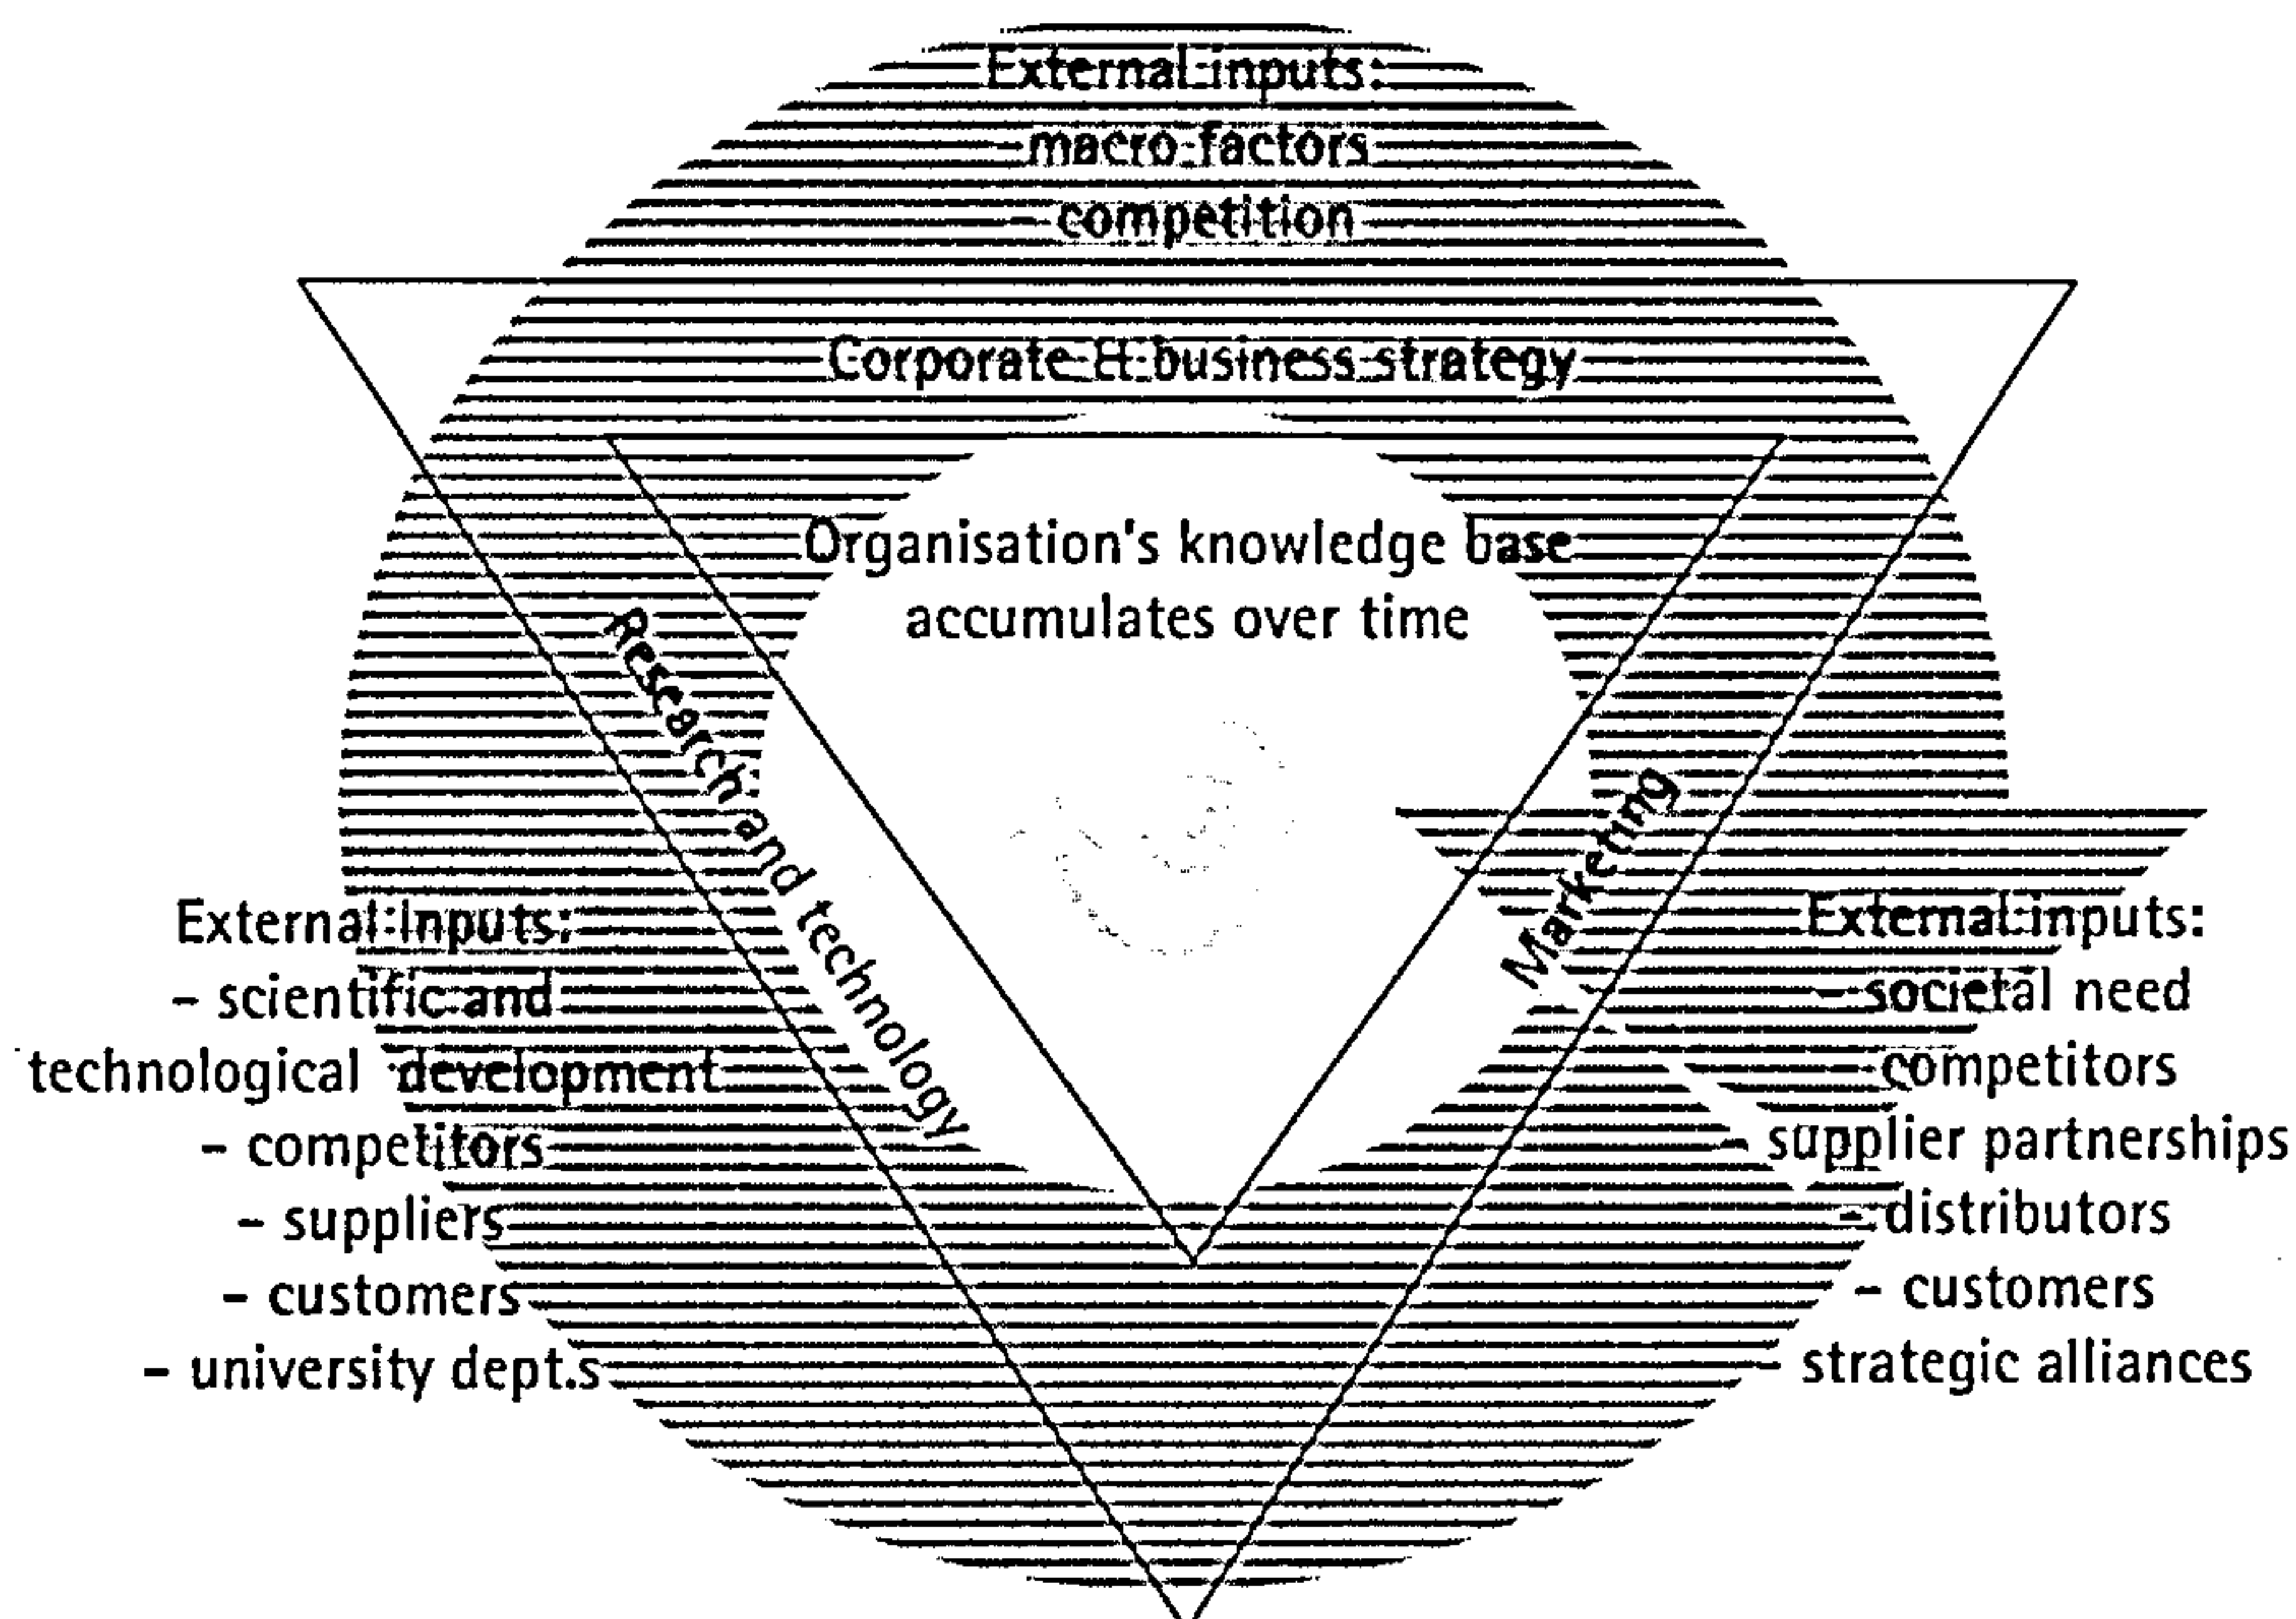 External inputs:
macro factors
– competition
Corporate & business strategy
Organisation's knowledge base
accumulates over time
Research and technology
Marketing
External Inputs:
– scientific and
technological development
– competitors
– suppliers
– customers
– university dept.s
External inputs:
– societal need
competitors
supplier partnerships
– distributors
– customers
– strategic alliances